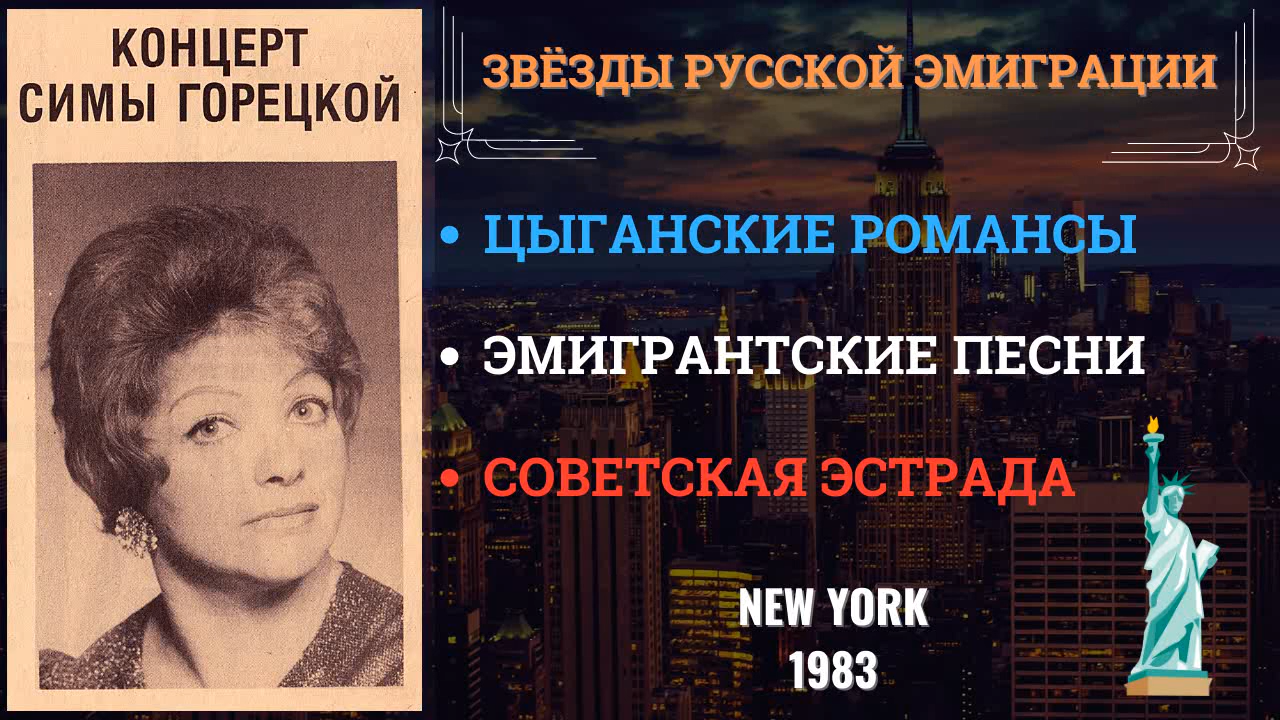 КОНЦЕРТ
СИМЫ ГОРЕЦКОЙ
ЗВЁЗДЫ РУССКОЙ ЭМИГРАЦИИ
• ЦЫГАНСКИЕ РОМАНСЫ
• ЭМИГРАНТСКИЕ ПЕСНИ
• СОВЕТСКАЯ ЭСТРАДА
NEW YORK
1983